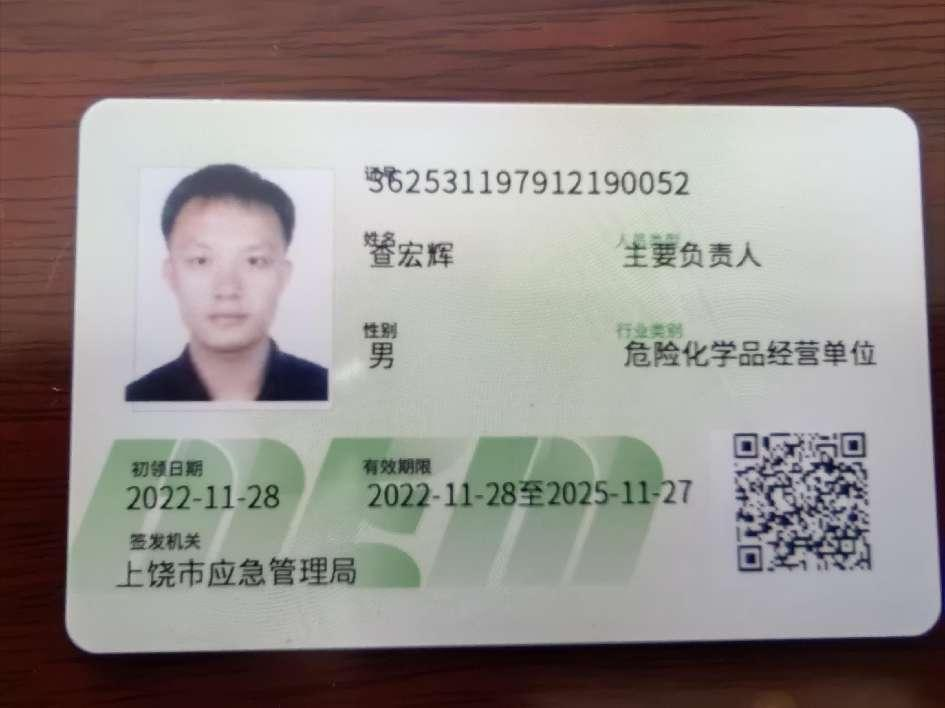 证号
362531197912190052
姓名
查宏辉
人员类型
主要负责人
性别
男
行业类别
危险化学品经营单位
初领日期
2022-11-28
有效期限
2022-11-28至2025-11-27
签发机关
上饶市应急管理局